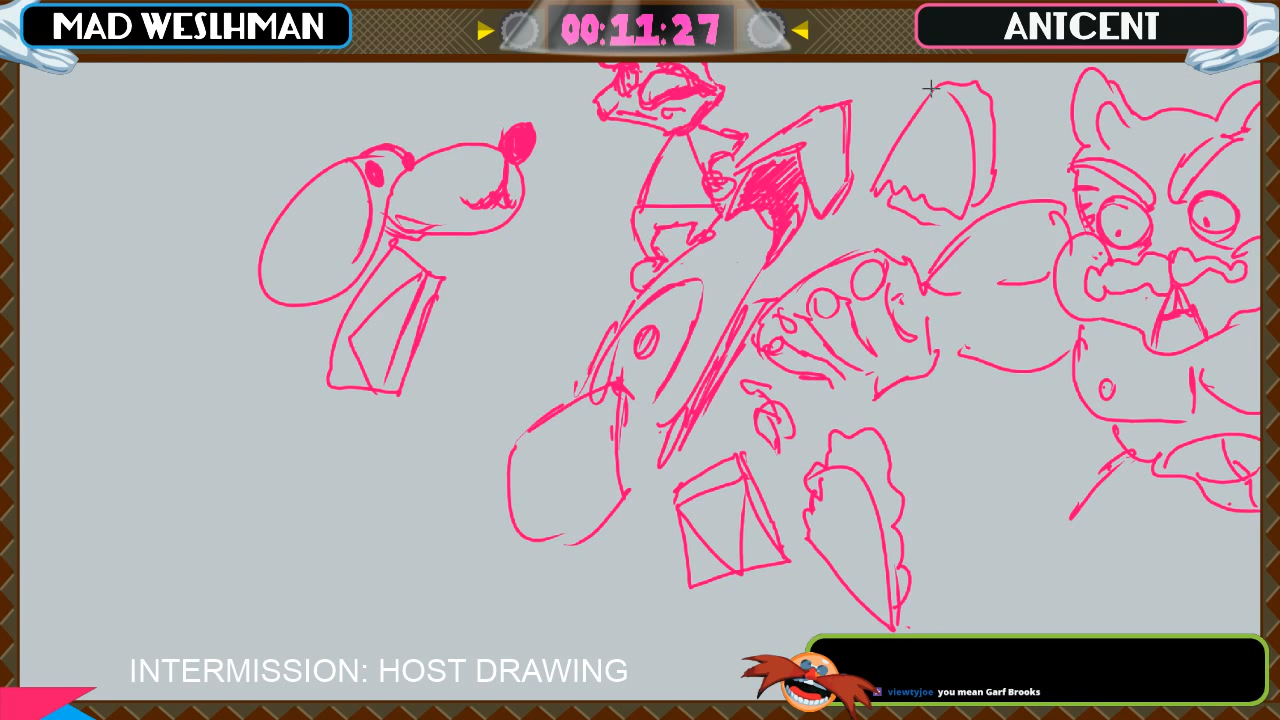 MAD WESLHMAN
00:11:27
ANTCENT
INTERMISSION: HOST DRAWING
viewtyjoe you mean Garf Brooks